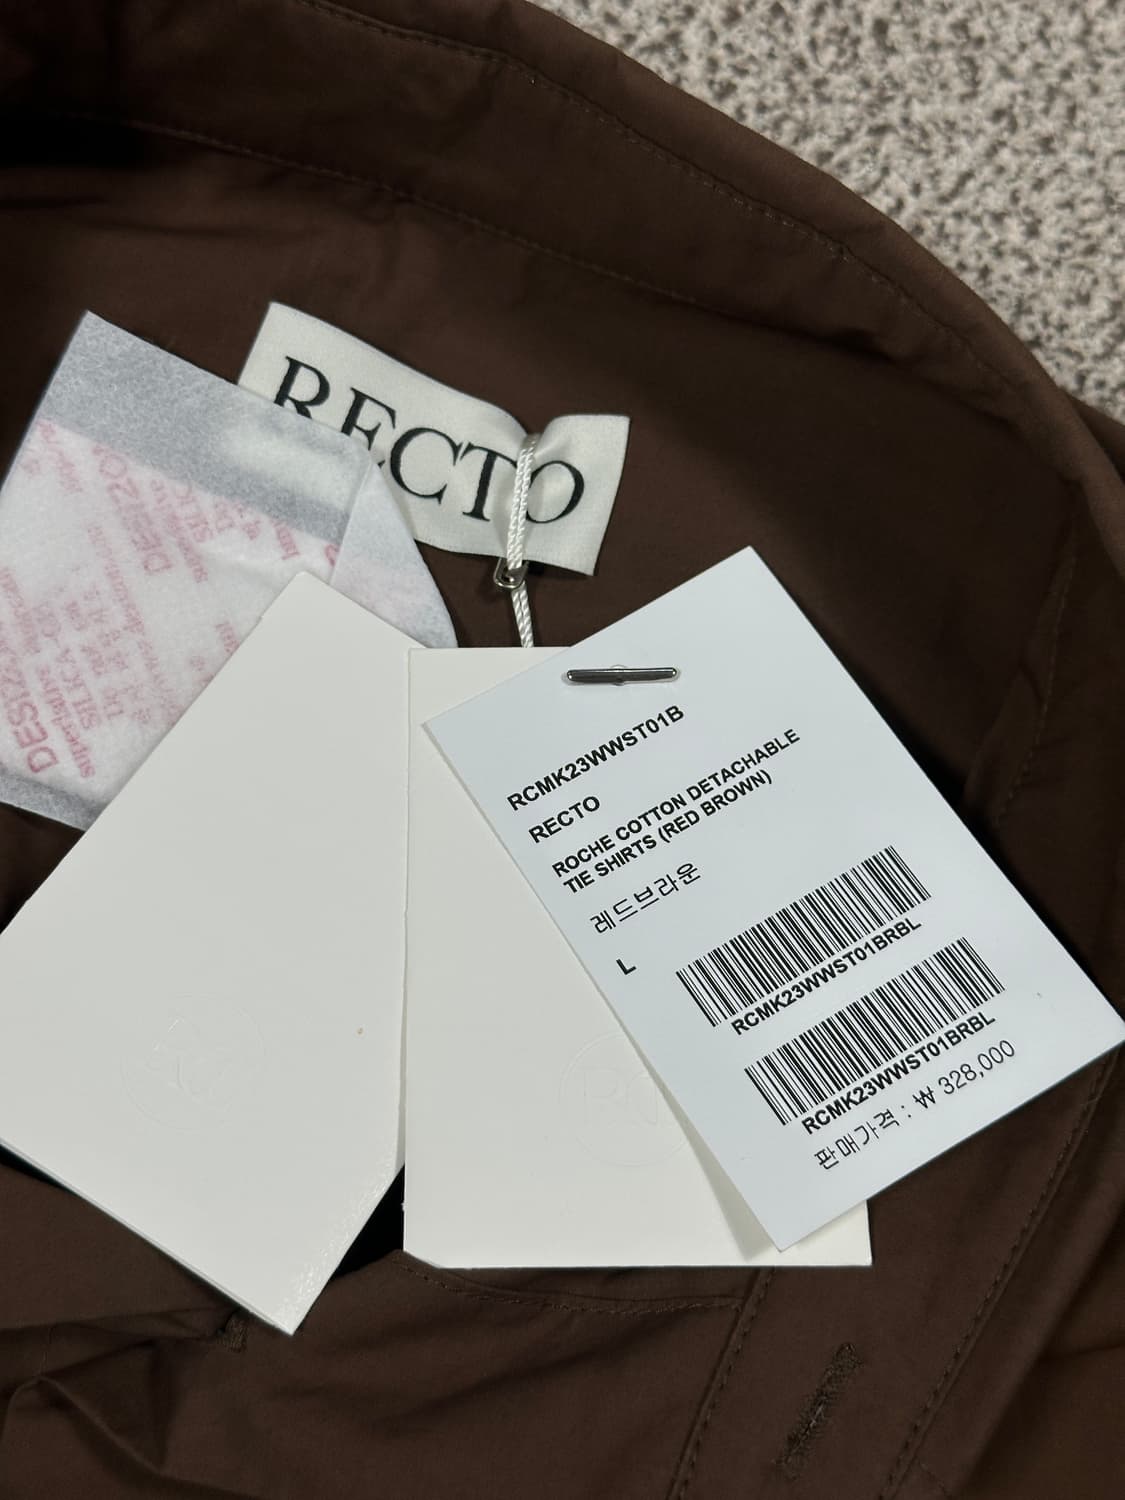 RECTO
RCMK23WWST01B
RECTO
ROCHE COTTON DETACHABLE
TIE SHIRTS (RED BROWN)
레드브라운
L
RCMK23WWST01BRBL
RCMK23WWST01BRBL
판매가격 : ₩ 328,000